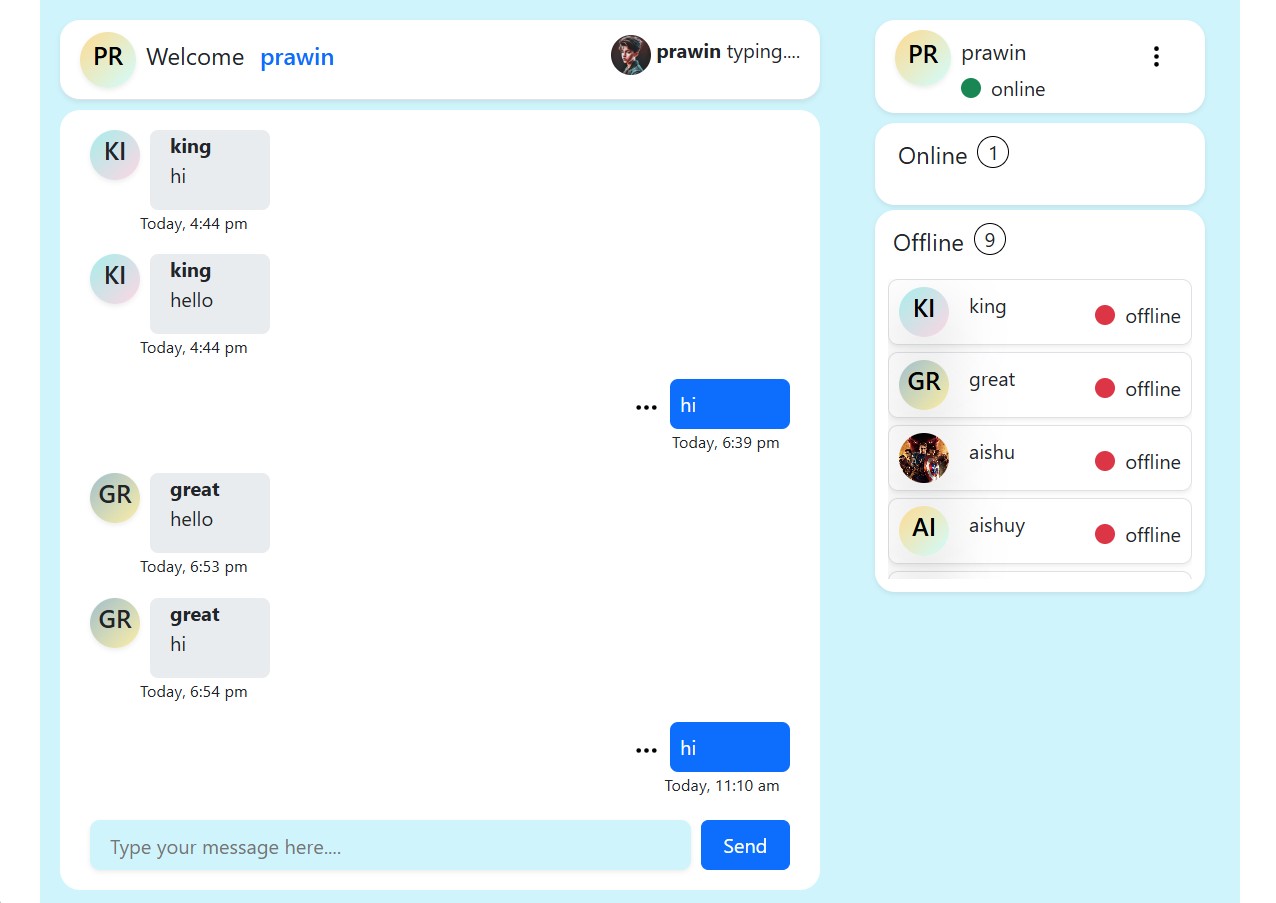 PR Welcome prawin
prawin typing....
KI
king
hi
Today, 4:44 pm
KI
king
hello
Today, 4:44 pm
hi
Today, 6:39 pm
GR
great
hello
Today, 6:53 pm
GR
great
hi
Today, 6:54 pm
hi
Today, 11:10 am
Type your message here....
Send
PR
prawin
online
Online 1
Offline 9
KI king offline
GR great offline
aishu offline
AI aishuy offline